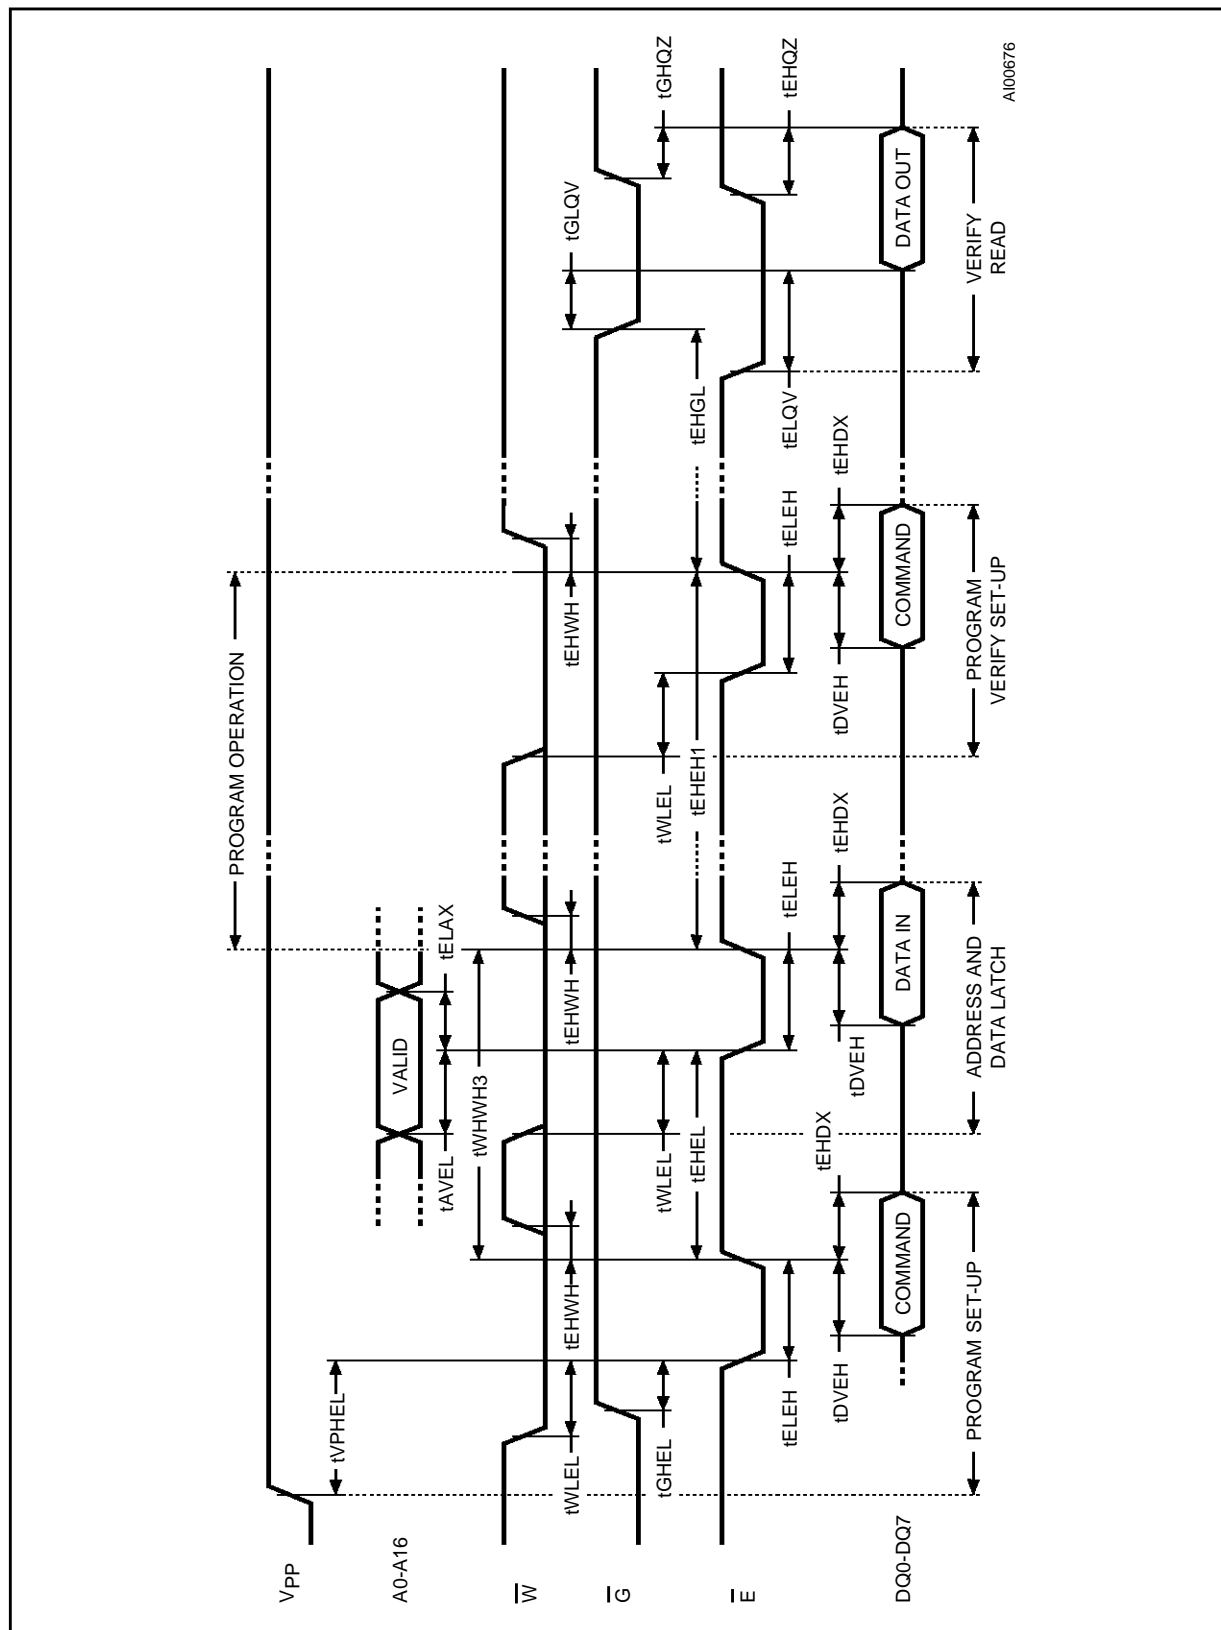 VPP
A0-A16
W
G
E
DQ0-DQ7
PROGRAM OPERATION
tVPHEL
VALID
tAVEL
tELAX
tWHWH3
tWLEL
tEHWH
tEHWH
tEHWH
tGLQV
tGHEL
tWLEL
tWLEL
tGHQZ
tEHEL
tEHEH1
tEHGL
tELEH
tELEH
tELEH
tELQV
tEHQZ
tDVEH
tEHDX
tDVEH
tEHDX
tDVEH
tEHDX
COMMAND
DATA IN
COMMAND
DATA OUT
PROGRAM SET-UP
ADDRESS AND
DATA LATCH
PROGRAM
VERIFY SET-UP
VERIFY
READ
AI00676